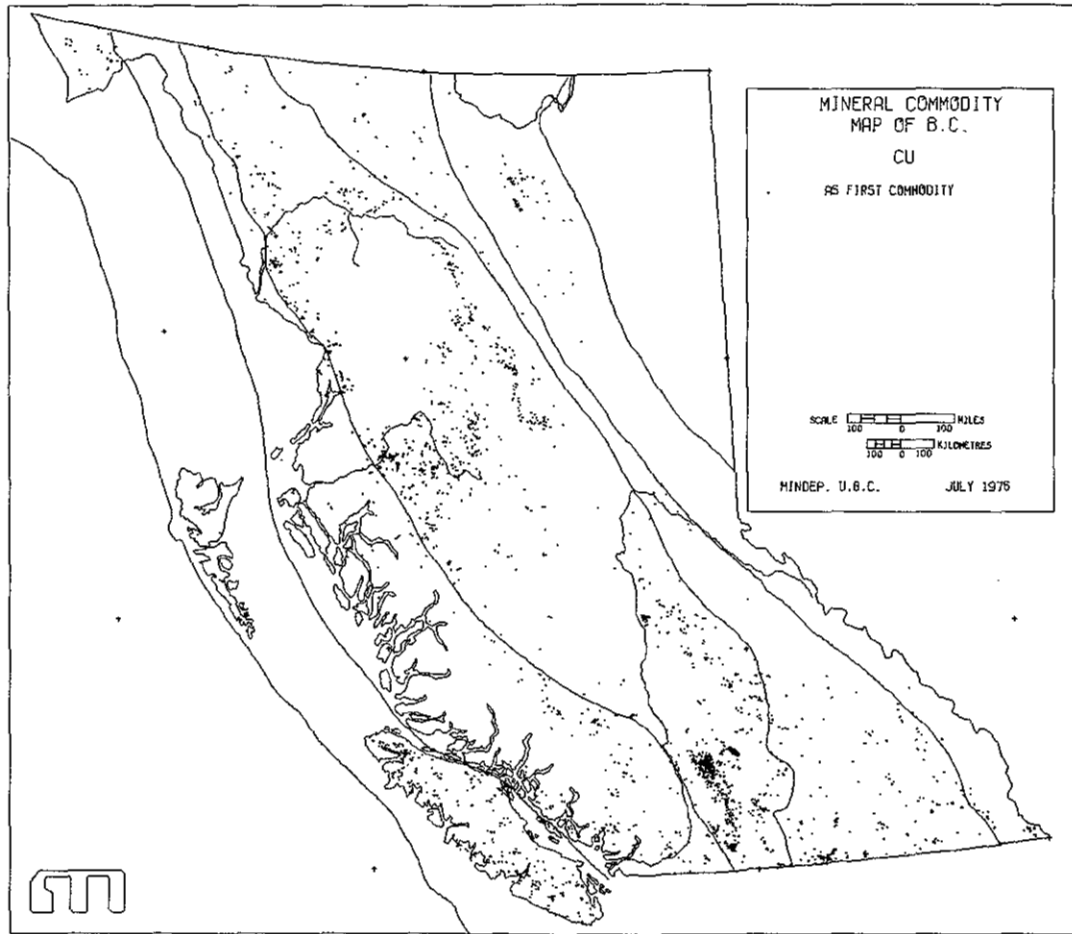 MINERAL COMMODITY
MAP OF B.C.
CU
AS FIRST COMMODITY
SCALE 100 0 100 MILES
100 0 100 KILOMETRES
MINDEP. U.B.C. JULY 1976